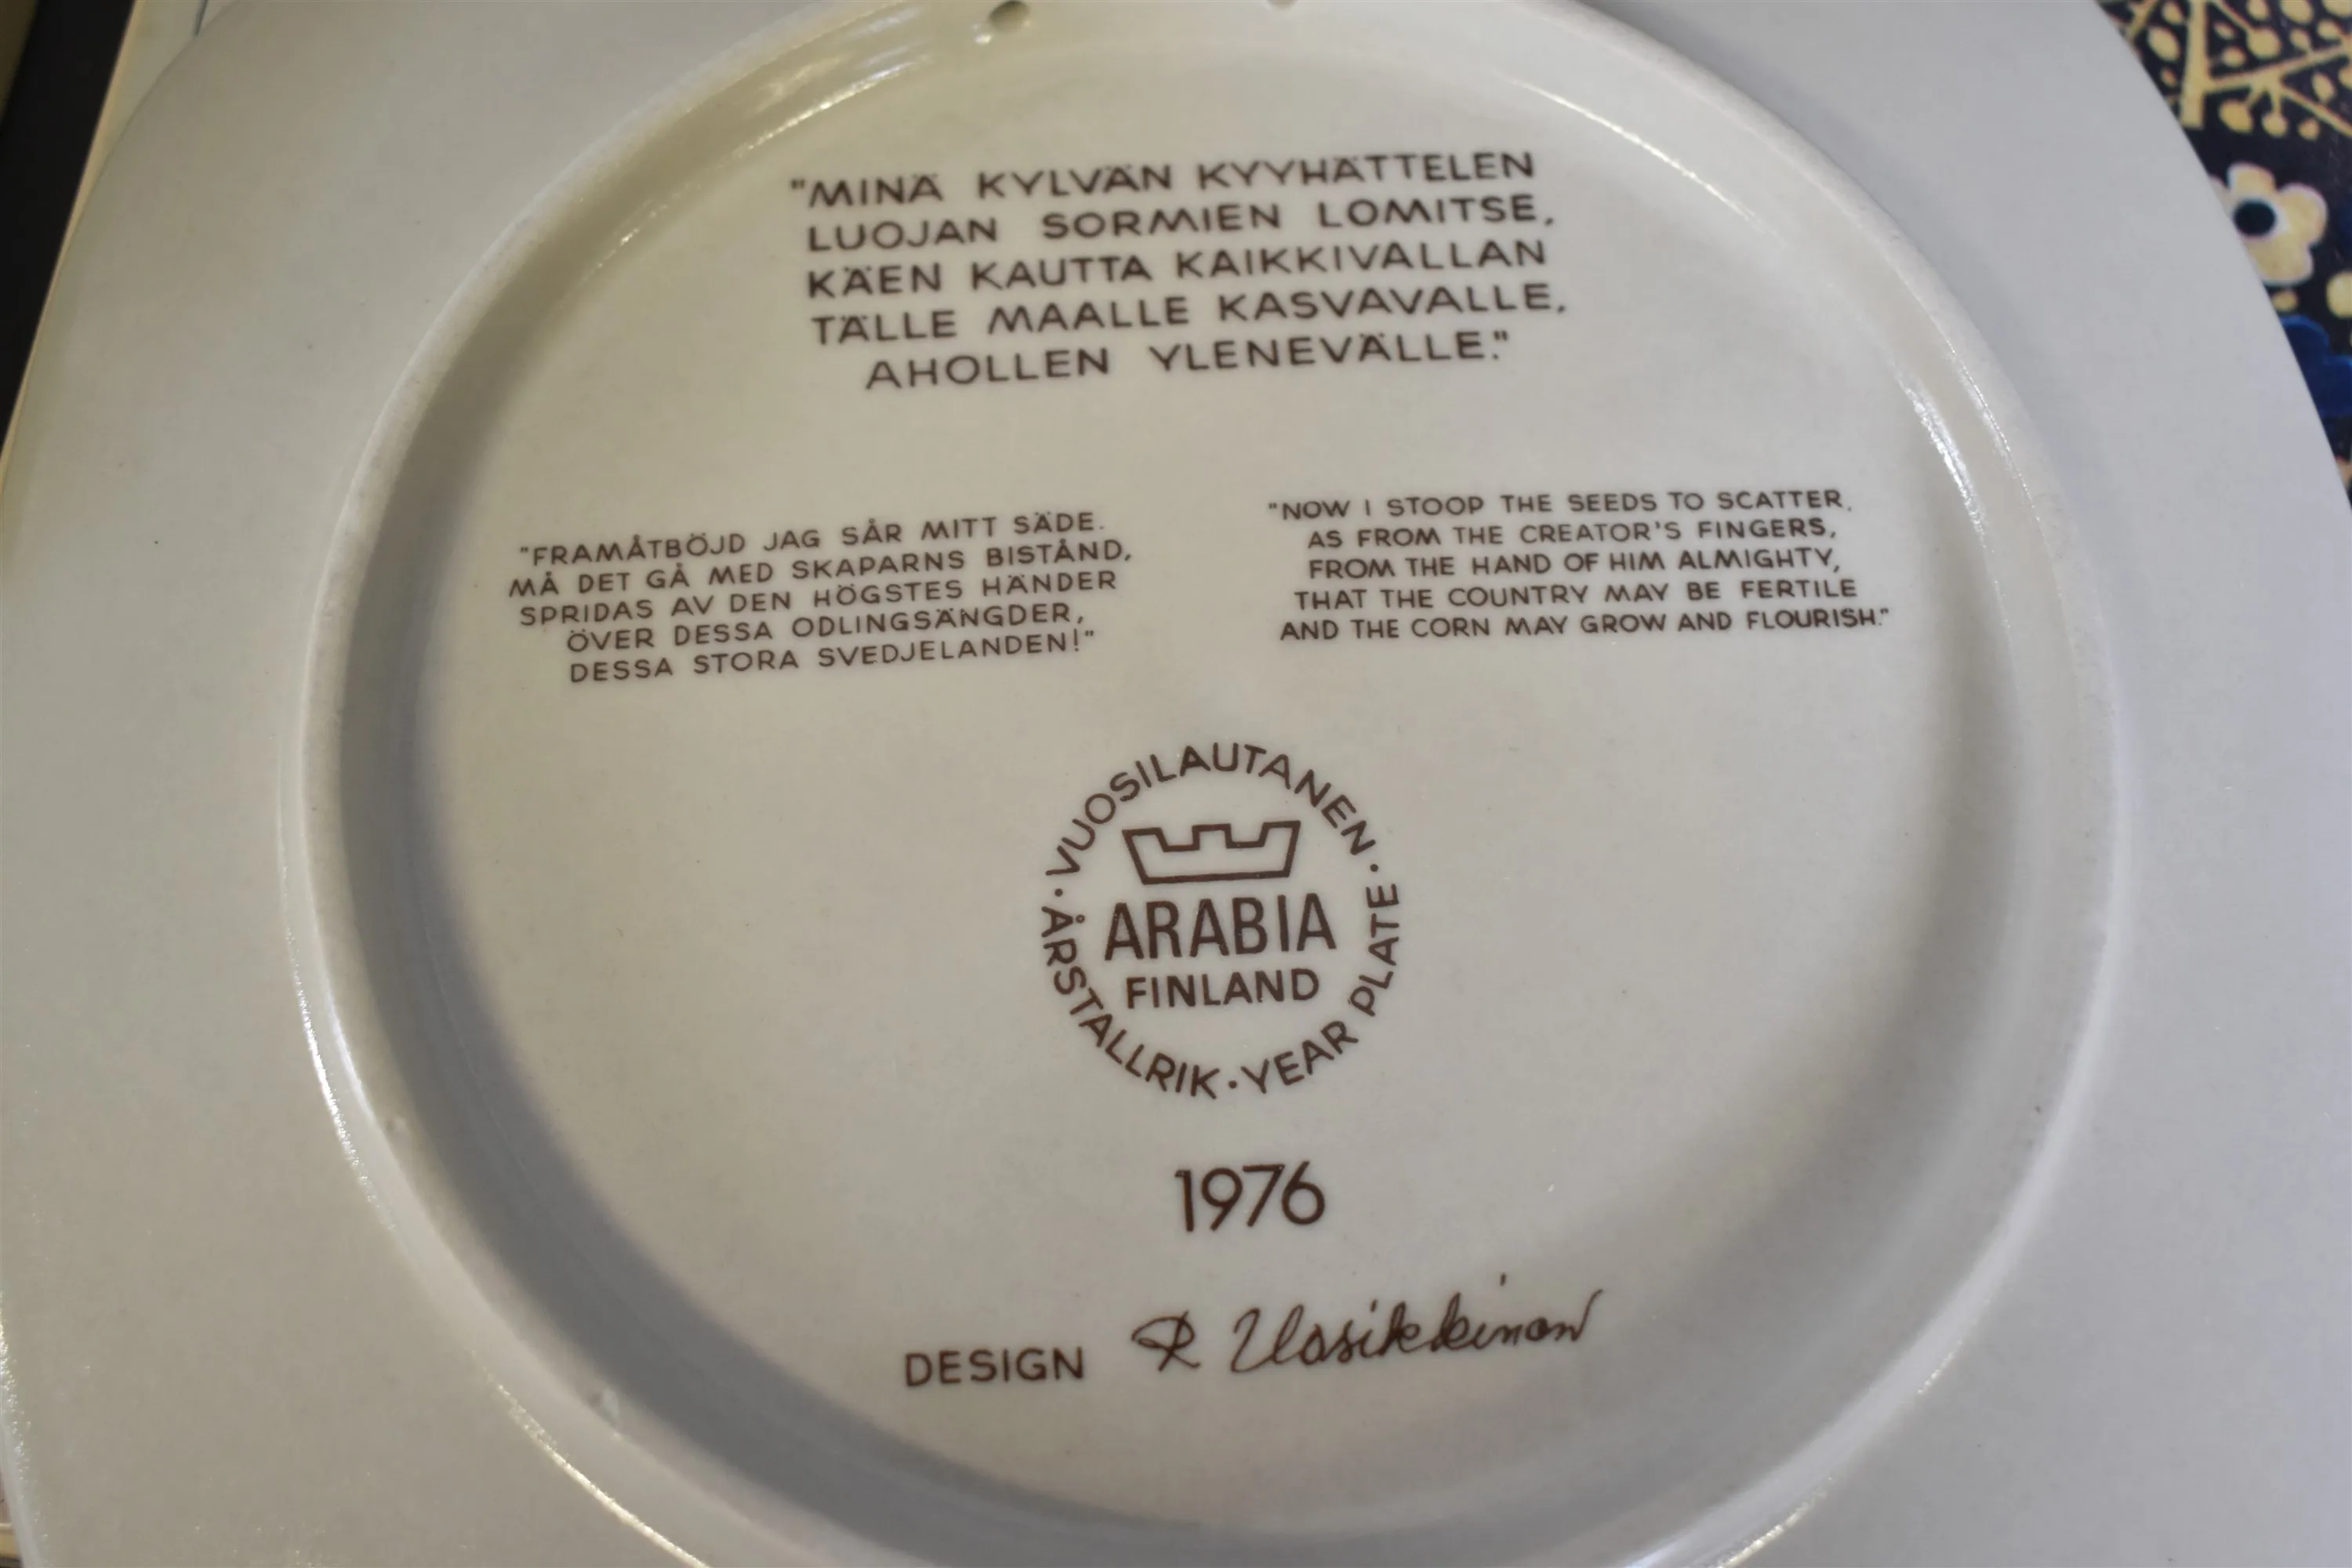 "MINÄ KYLVÄN KYYHÄTTELEN
LUOJAN SORMIEN LOMITSE,
KÄEN KAUTTA KAIKKIVALLAN
TÄLLE MAALLE KASVAVALLE,
AHOLLEN YLENEVÄLLE."
"FRAMÅTBÖJD JAG SÅR MITT SÄDE.
MÅ DET GÅ MED SKAPARNS BISTÅND,
SPRIDAS AV DEN HÖGSTES HÄNDER
ÖVER DESSA ODLINGSÄNGDER,
DESSA STORA SVEDJELANDEN!"
"NOW I STOOP THE SEEDS TO SCATTER,
AS FROM THE CREATOR'S FINGERS,
FROM THE HAND OF HIM ALMIGHTY,
THAT THE COUNTRY MAY BE FERTILE
AND THE CORN MAY GROW AND FLOURISH."
· VUOSILAUTANEN · YEAR PLATE · ÅRSTALLRIK
ARABIA
FINLAND
1976
DESIGN R Uosikkinen